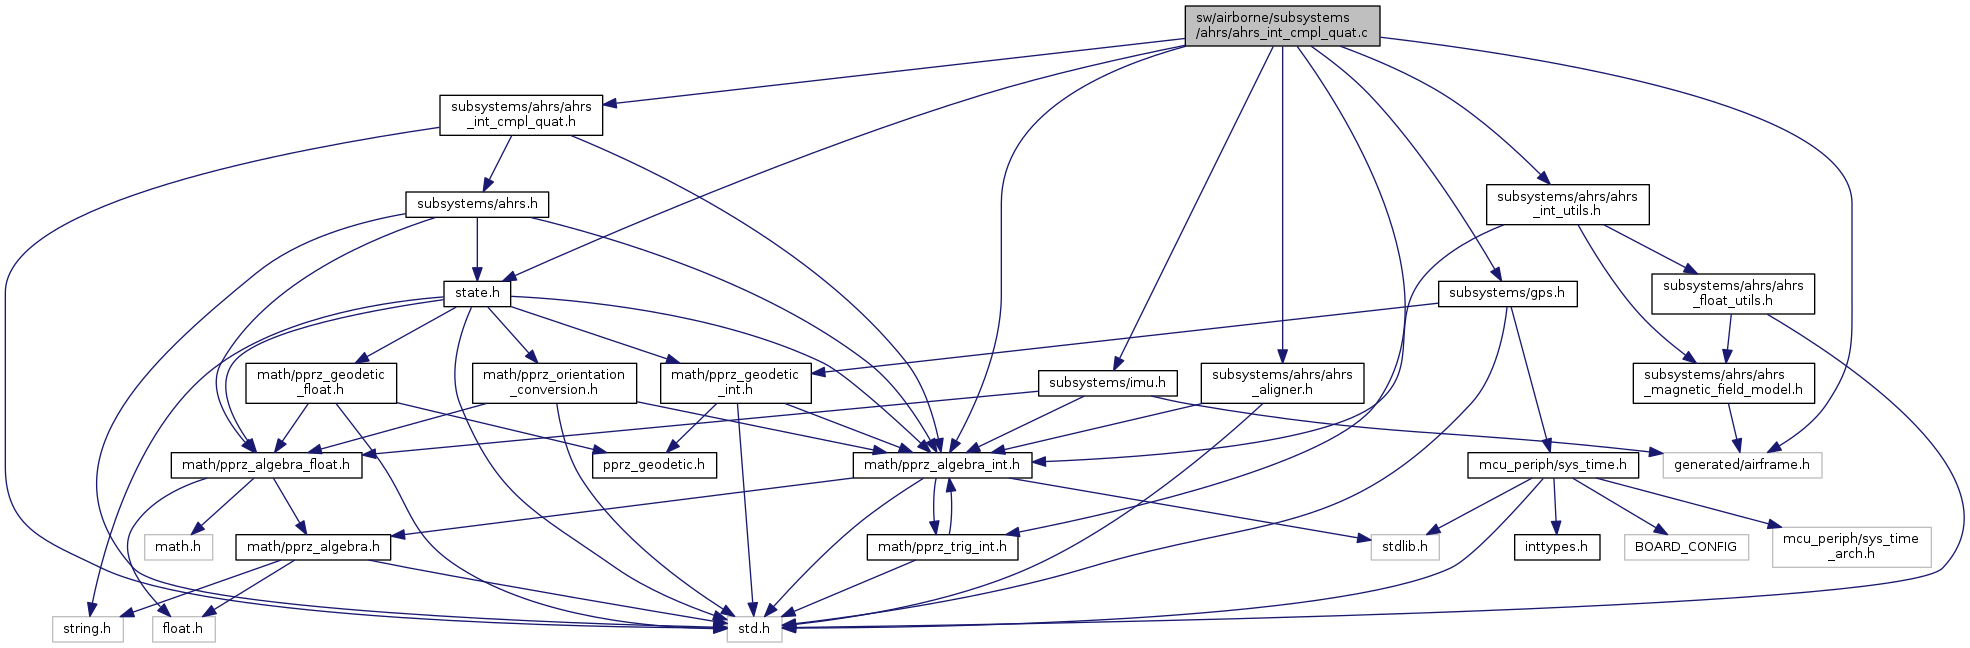 sw/airborne/subsystems
/ahrs/ahrs_int_cmpl_quat.c
subsystems/ahrs/ahrs
_int_cmpl_quat.h
subsystems/ahrs.h
subsystems/ahrs/ahrs
_int_utils.h
state.h
subsystems/gps.h
subsystems/ahrs/ahrs
_float_utils.h
math/pprz_geodetic
_float.h
math/pprz_orientation
_conversion.h
math/pprz_geodetic
_int.h
subsystems/imu.h
subsystems/ahrs/ahrs
_aligner.h
subsystems/ahrs/ahrs
_magnetic_field_model.h
math/pprz_algebra_float.h
pprz_geodetic.h
math/pprz_algebra_int.h
mcu_periph/sys_time.h
generated/airframe.h
math.h
math/pprz_algebra.h
math/pprz_trig_int.h
stdlib.h
inttypes.h
BOARD_CONFIG
mcu_periph/sys_time
_arch.h
string.h
float.h
std.h